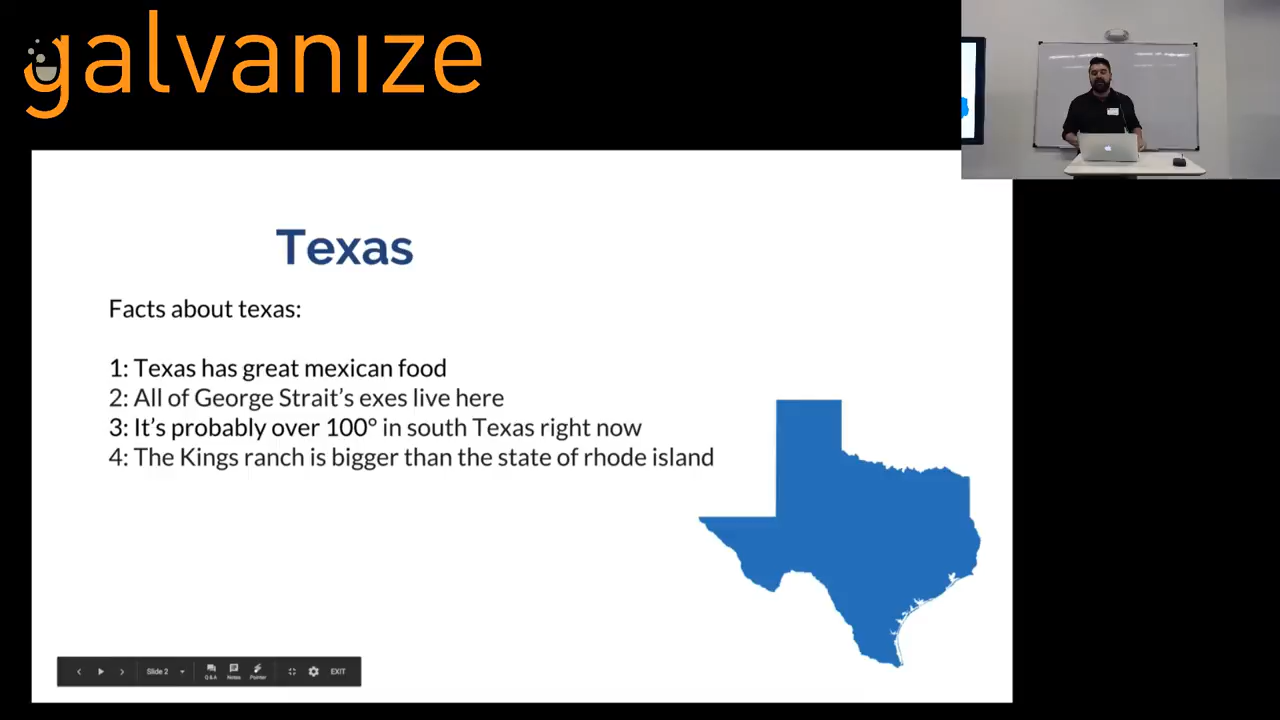 galvanize
Texas
Facts about texas:
1: Texas has great mexican food
2: All of George Strait's exes live here
3: It's probably over 100° in south Texas right now
4: The Kings ranch is bigger than the state of rhode island
Slide 2
Q&A
Notes
Pointer
EXIT